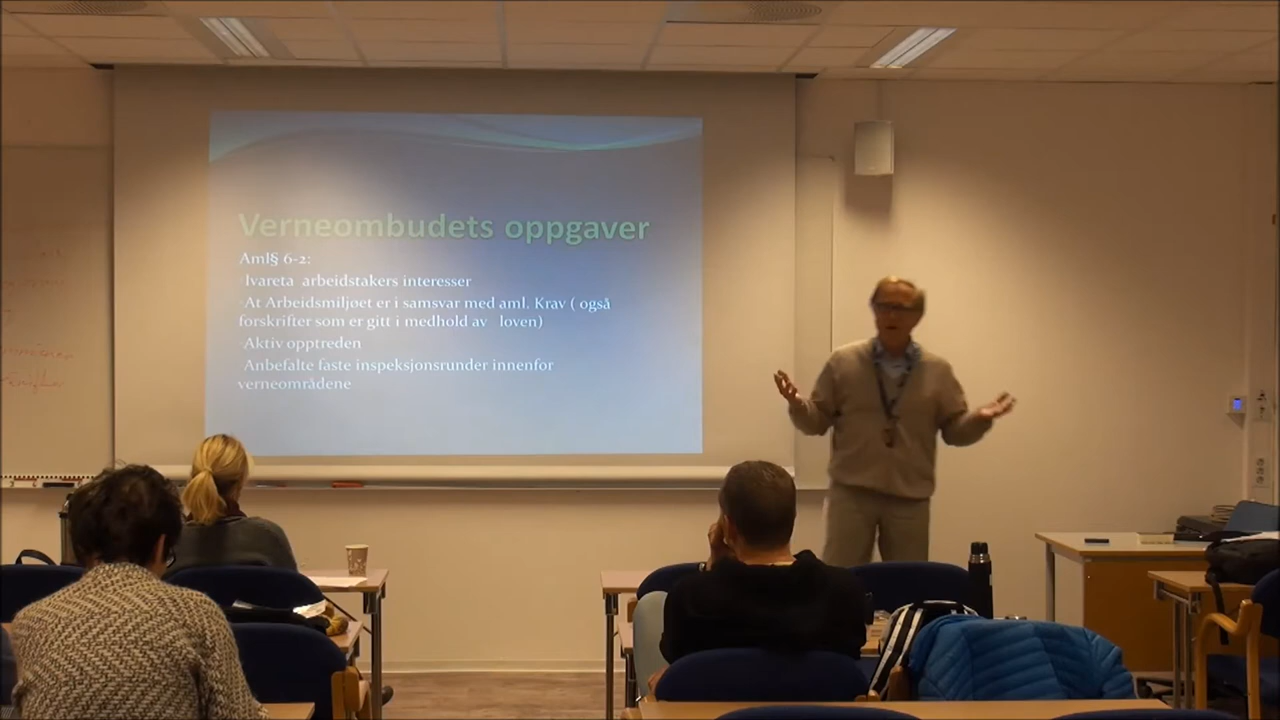 Verneombudets oppgaver
Aml§ 6-2:
Ivareta arbeidstakers interesser
At Arbeidsmiljøet er i samsvar med aml. Krav ( også
forskrifter som er gitt i medhold av loven)
Aktiv opptreden
Anbefalte faste inspeksjonsrunder innenfor
verneområdene